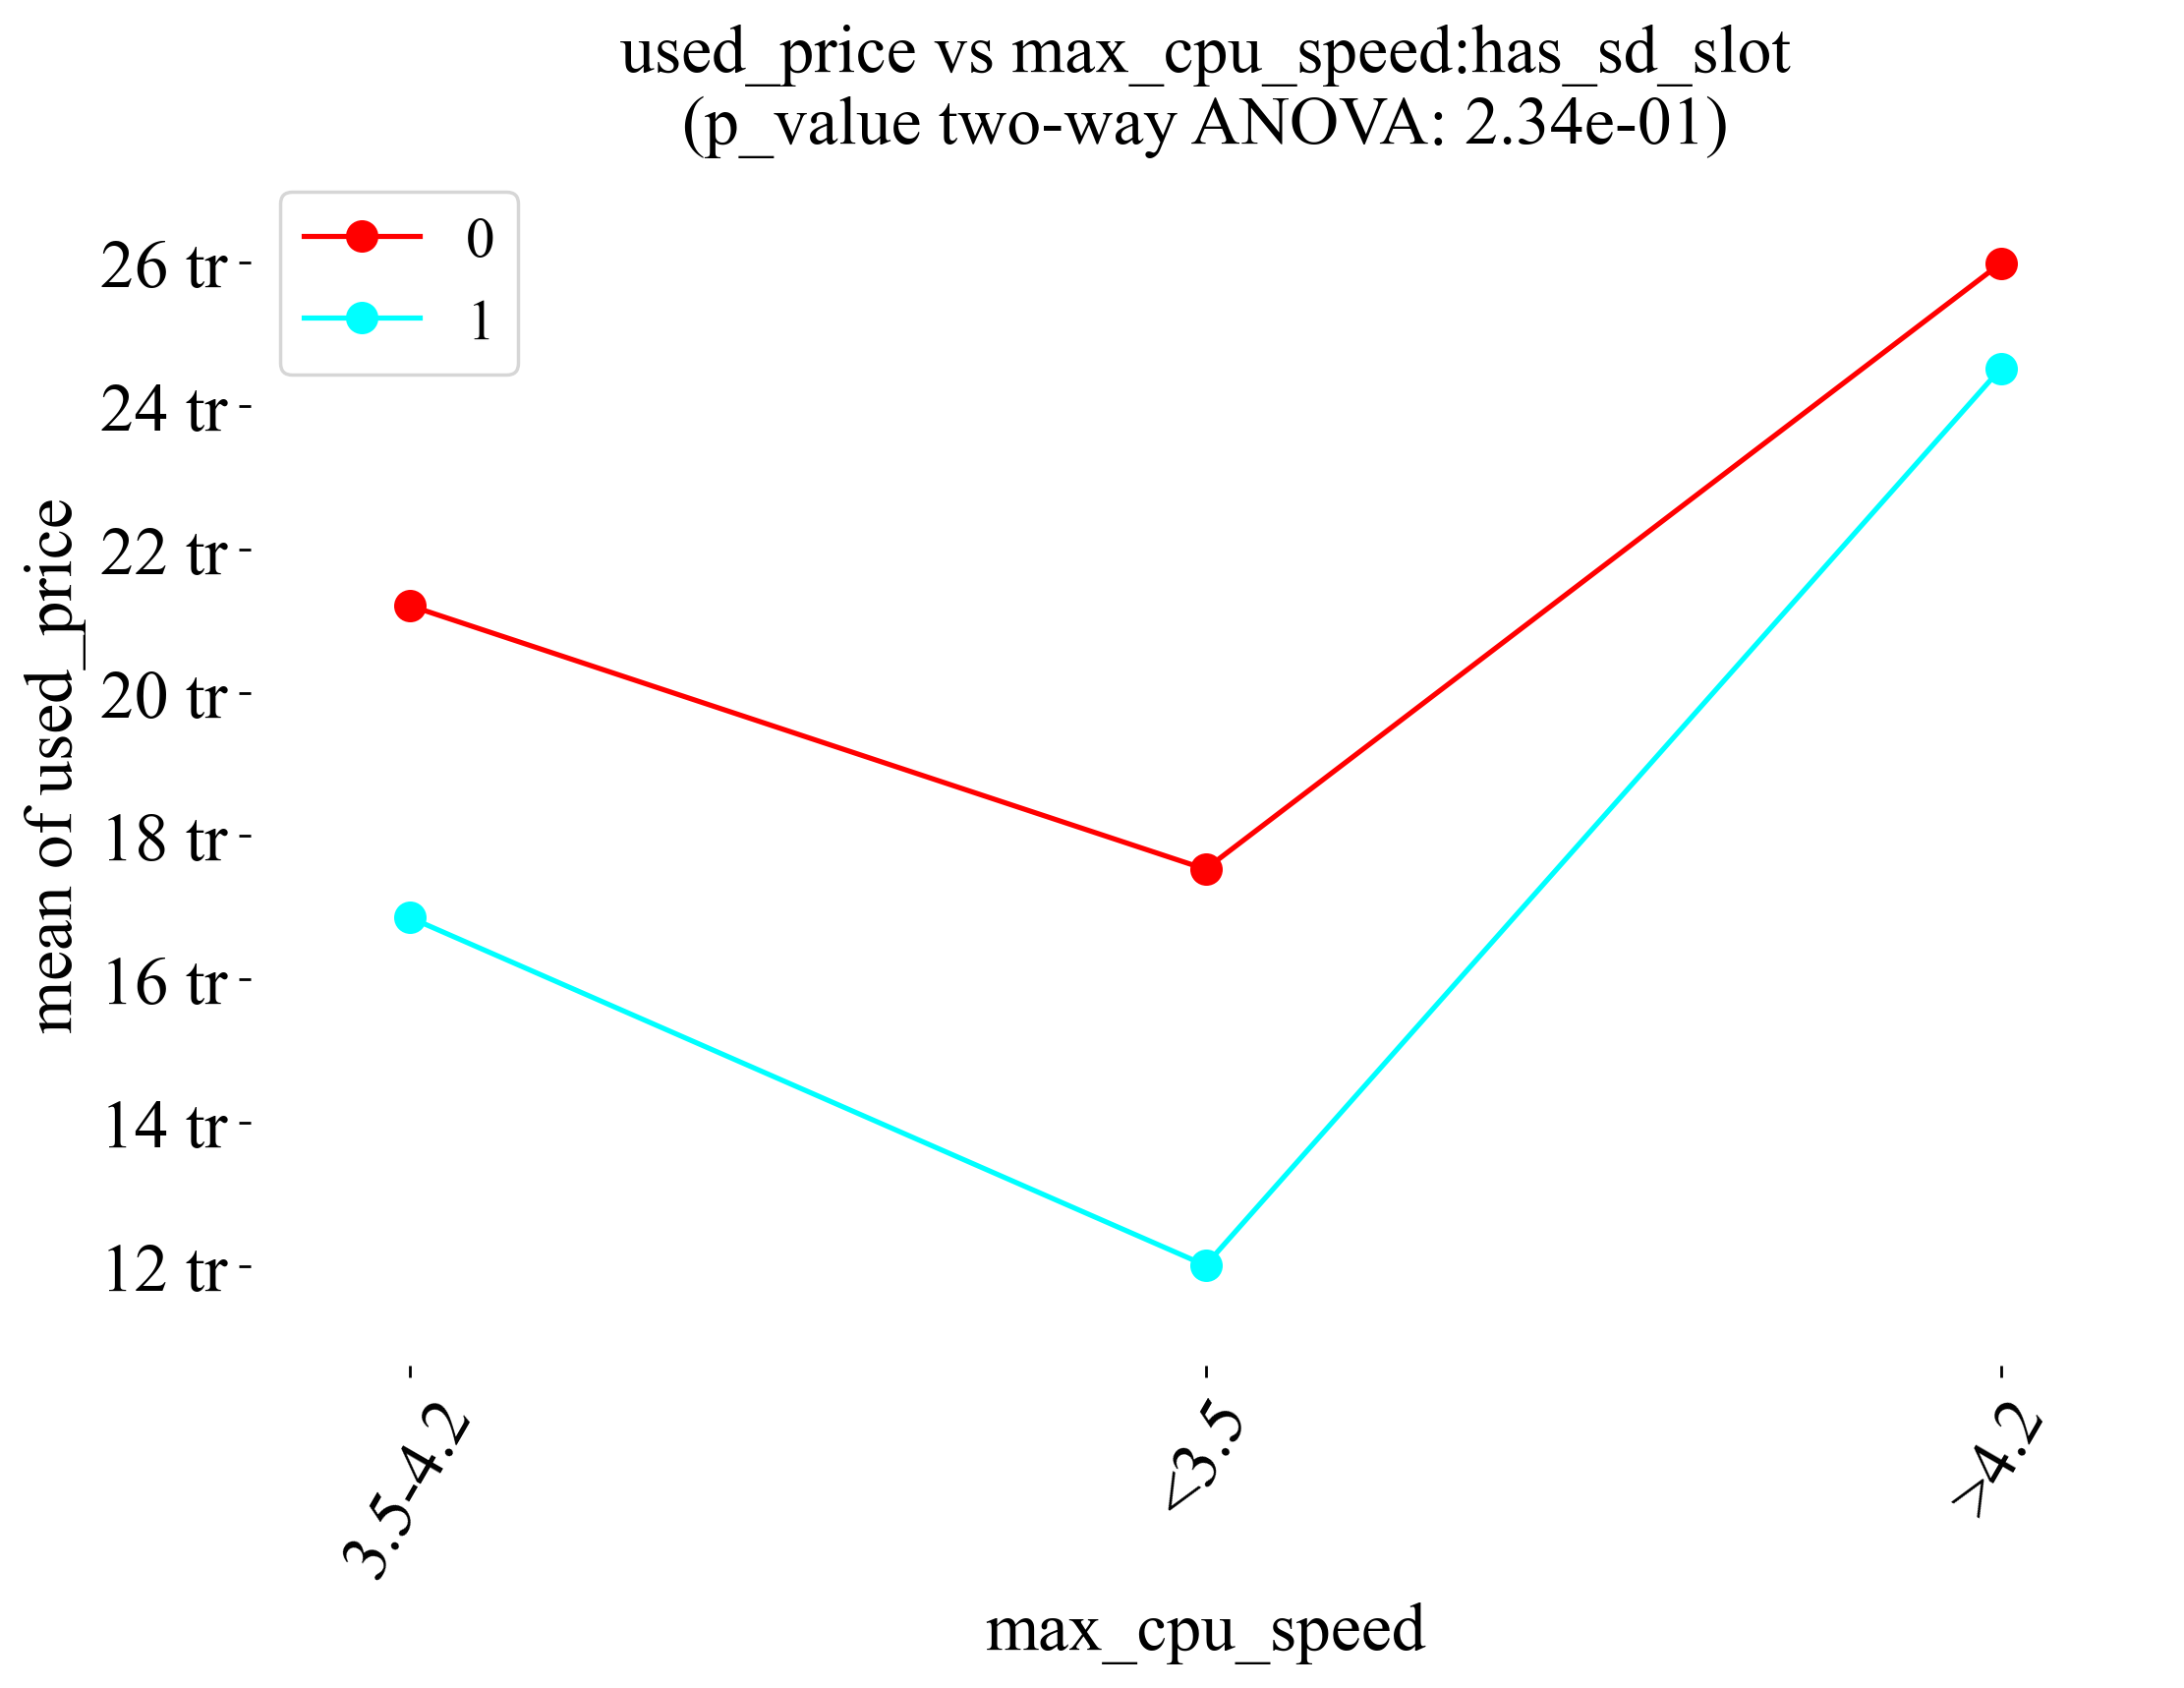 used_price vs max_cpu_speed:has_sd_slot
(p_value two-way ANOVA: 2.34e-01)
0
1
26 tr
24 tr
22 tr
20 tr
18 tr
16 tr
14 tr
12 tr
mean of used_price
3.5-4.2
<3.5
>4.2
max_cpu_speed